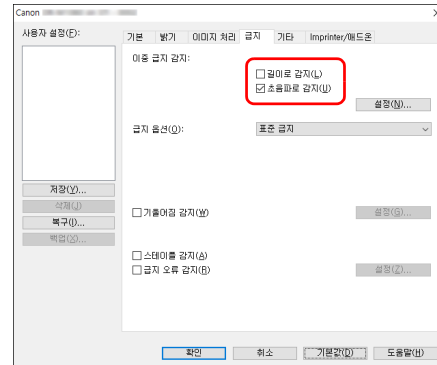 Canon
사용자 설정(F):
기본 밝기 이미지 처리 급지 기타 Imprinter/애드온
이중 급지 감지:
길이로 감지(L)
초음파로 감지(U)
설정(N)...
급지 옵션(O): 표준 급지
저장(Y)...
삭제(J)
복구(I)...
백업(X)...
기울어짐 감지(W) 설정(G)...
스테이플 감지(A)
급지 오류 감지(R) 설정(Z)...
확인 취소 기본값(D) 도움말(H)